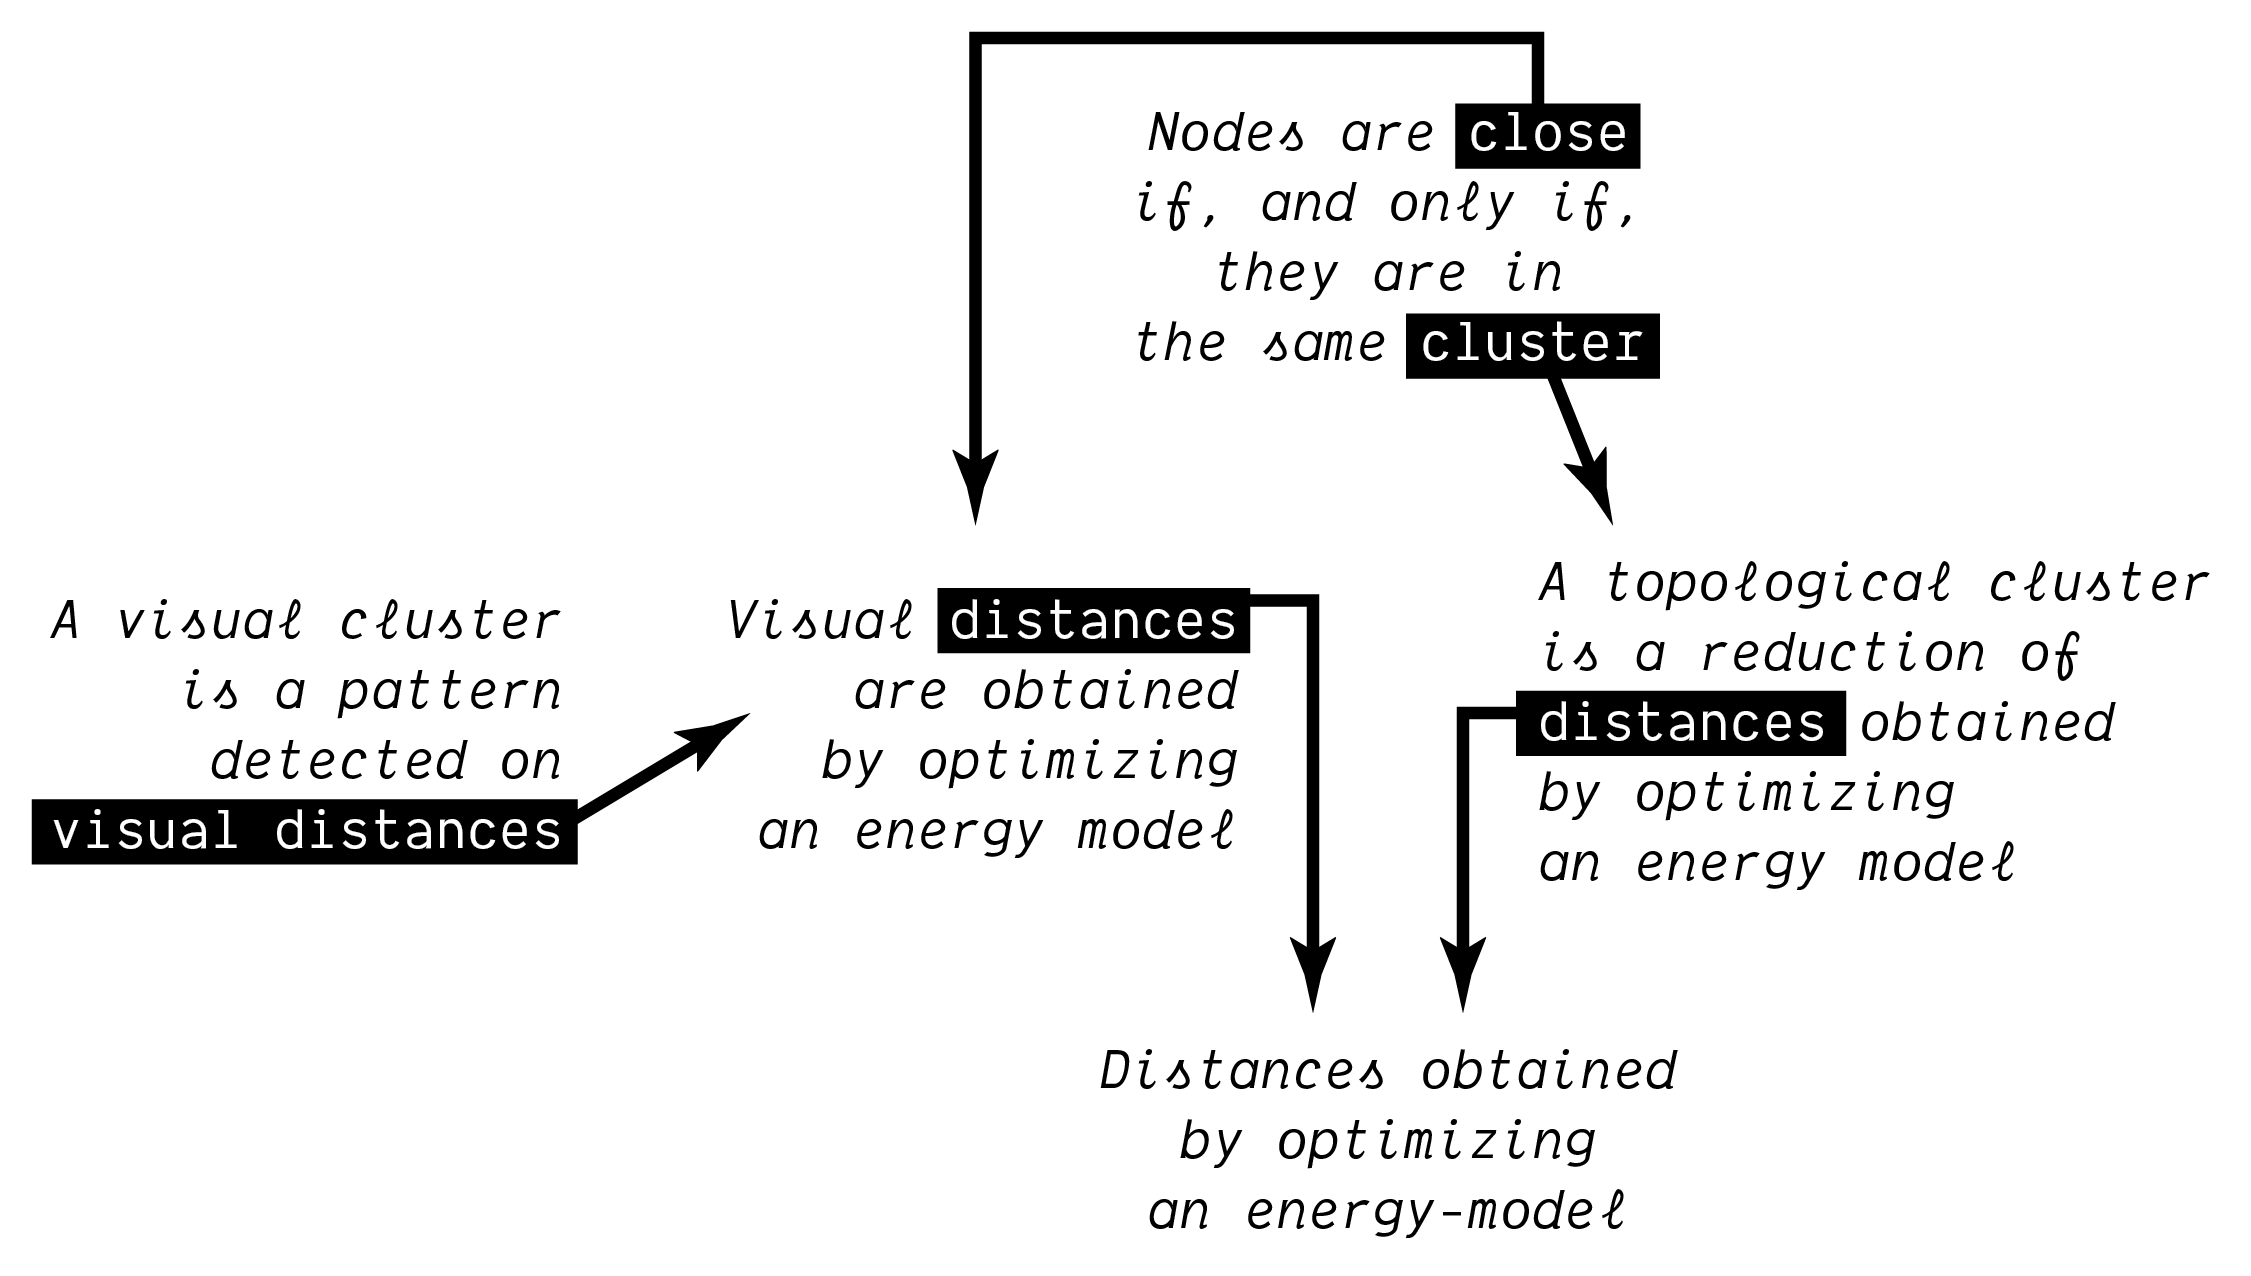 Nodes are close
if, and only if,
they are in
the same cluster
A visual cluster
is a pattern
detected on
visual distances
Visual distances
are obtained
by optimizing
an energy model
A topological cluster
is a reduction of
distances obtained
by optimizing
an energy model
Distances obtained
by optimizing
an energy-model